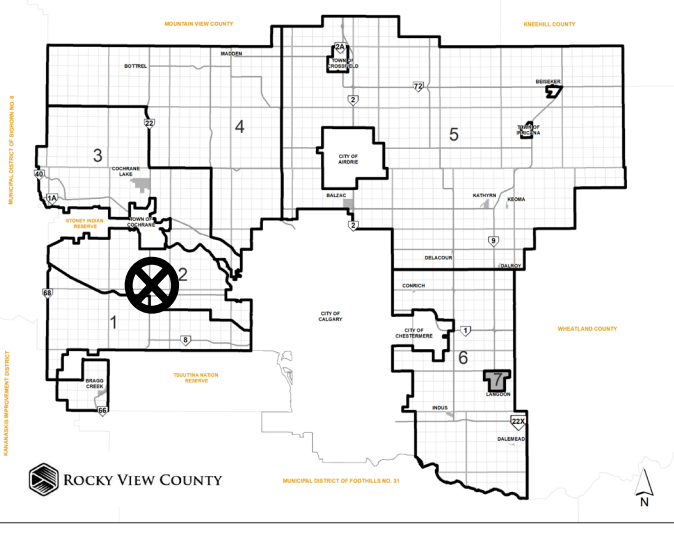 MOUNTAIN VIEW COUNTY
KNEEHILL COUNTY
MADDEN
2A
TOWN OF
CROSSFIELD
BOTTREL
72
BEISEKER
2
MUNICIPAL DISTRICT OF BIGHORN NO. 8
22
4
TOWN OF
IRRICANA
5
3
CITY OF
AIRDRIE
COCHRANE
LAKE
40
1A
BALZAC
KATHYRN
KEOMA
STONEY INDIAN
RESERVE
TOWN OF
COCHRANE
2
9
DELACOUR
DALROY
2
68
CONRICH
CITY OF
CALGARY
1
CITY OF
CHESTERMERE
1
WHEATLAND COUNTY
8
6
KANANASKIS IMPROVEMENT DISTRICT
TSUUTINA NATION
RESERVE
BRAGG
CREEK
7
LANGDON
66
INDUS
22X
DALEMEAD
ROCKY VIEW COUNTY
MUNICIPAL DISTRICT OF FOOTHILLS NO. 31
N